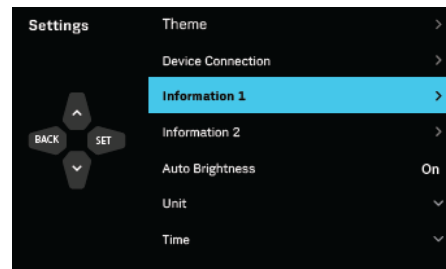 Settings
Theme
Device Connection
Information 1
BACK SET
Information 2
Auto Brightness On
Unit
Time